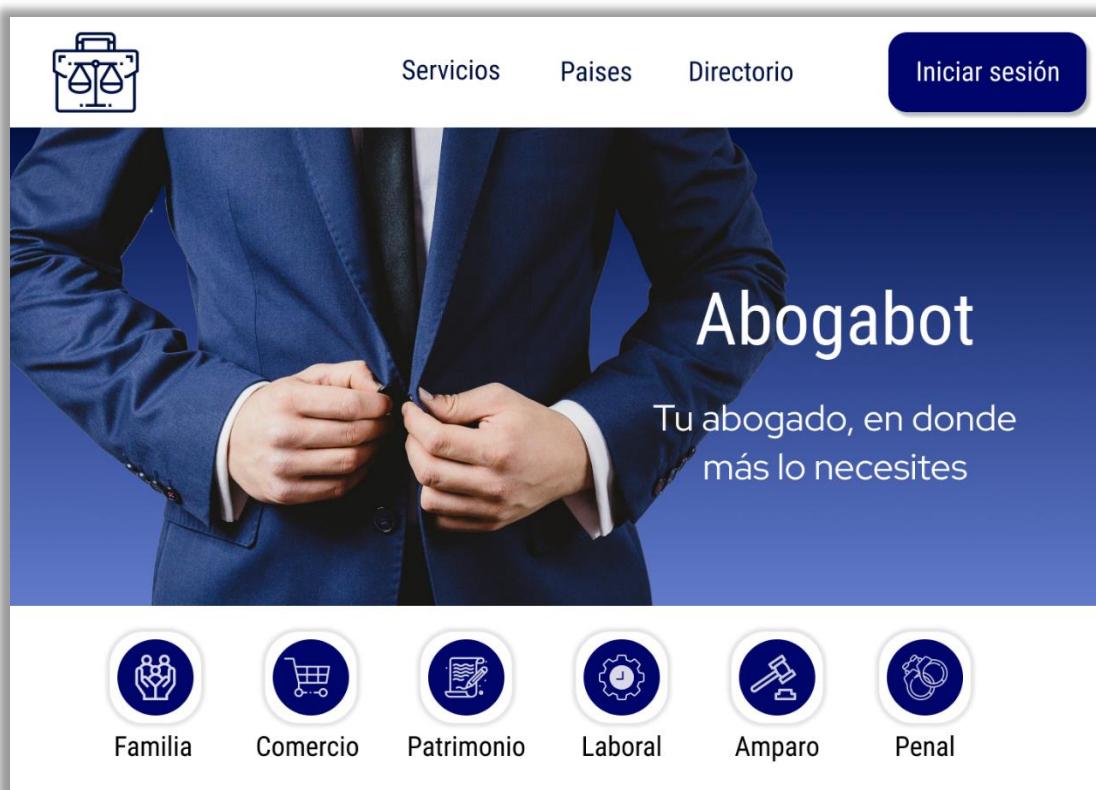 Servicios Paises Directorio Iniciar sesión
Abogabot
Tu abogado, en donde
más lo necesites
Familia Comercio Patrimonio Laboral Amparo Penal